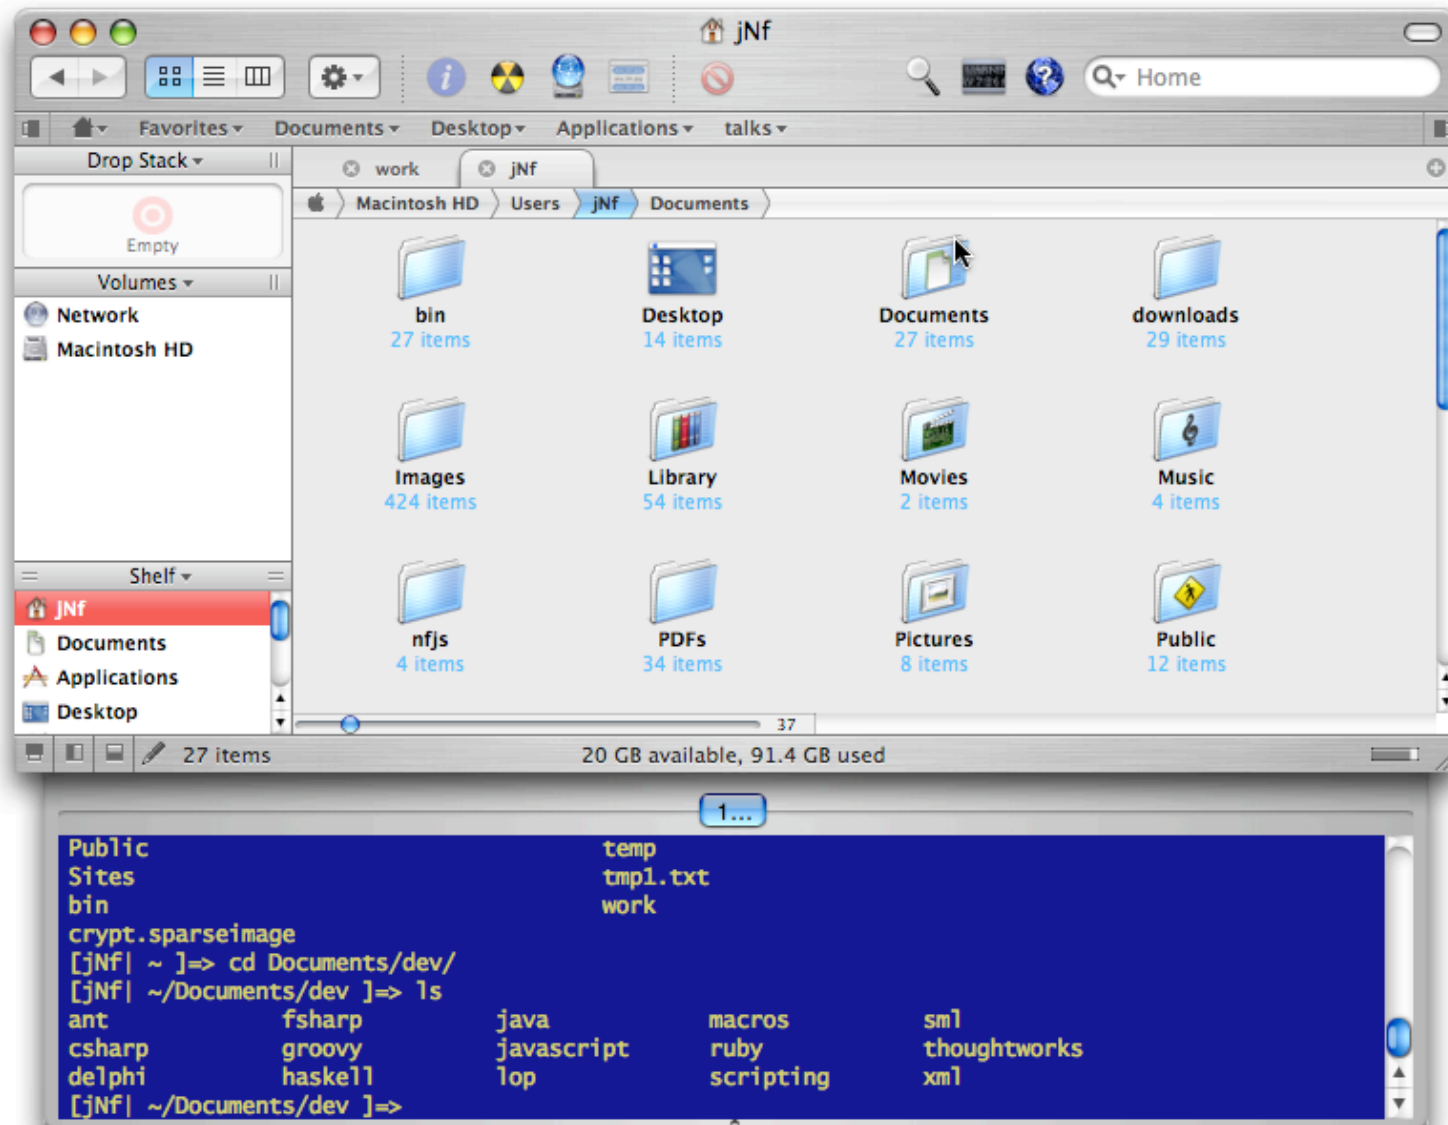 jNf
Home
Favorites Documents Desktop Applications talks
Drop Stack
work jNf
Macintosh HD Users jNf Documents
Empty
Volumes
Network
Macintosh HD
bin Desktop Documents downloads
27 items 14 items 27 items 29 items
Images Library Movies Music
424 items 54 items 2 items 4 items
nfjs PDFs Pictures Public
4 items 34 items 8 items 12 items
Shelf
jNf
Documents
Applications
Desktop
37
27 items 20 GB available, 91.4 GB used
1...
Public temp
Sites tmp1.txt
bin work
crypt.sparseimage
[jNf| ~ ]=> cd Documents/dev/
[jNf| ~/Documents/dev ]=> ls
ant fsharp java macros sml
csharp groovy javascript ruby thoughtworks
delphi haskell lop scripting xml
[jNf| ~/Documents/dev ]=>